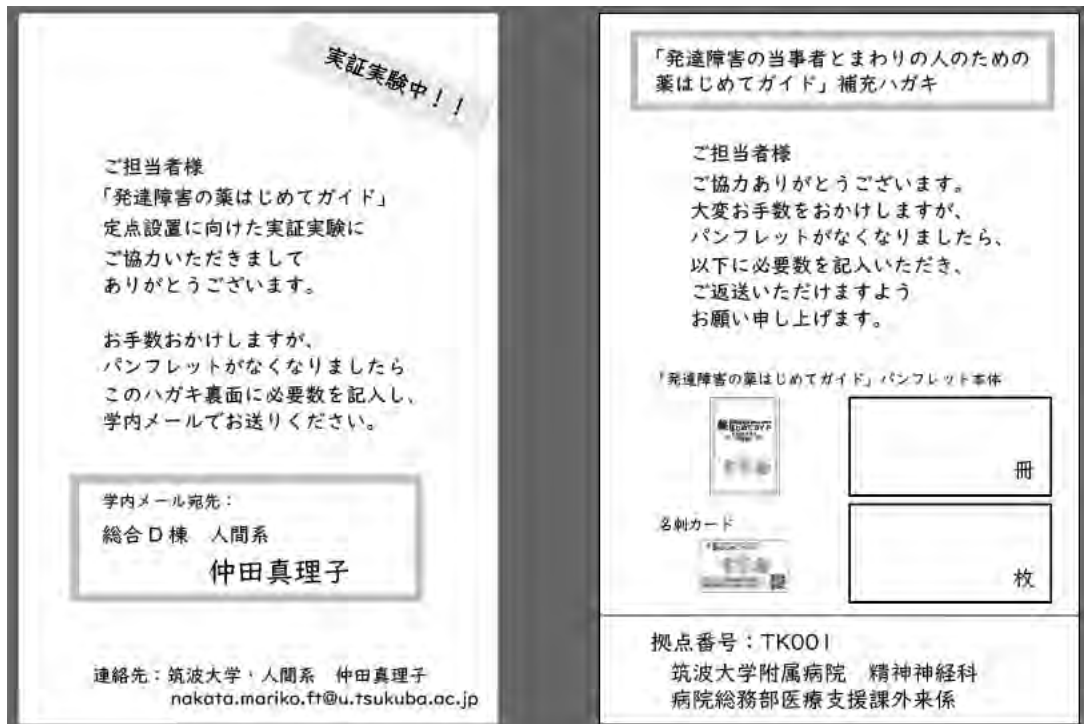 実証実験中！！
ご担当者様
「発達障害の薬はじめてガイド」
定点設置に向けた実証実験に
ご協力いただきまして
ありがとうございます。
お手数おかけしますが、
パンフレットがなくなりましたら
このハガキ裏面に必要数を記入し、
学内メールでお送りください。
学内メール宛先：
総合D棟　人間系
仲田真理子
連絡先：筑波大学・人間系　仲田真理子
nakata.mariko.ft@u.tsukuba.ac.jp
「発達障害の当事者とまわりの人のための
薬はじめてガイド」補充ハガキ
ご担当者様
ご協力ありがとうございます。
大変お手数をおかけしますが、
パンフレットがなくなりましたら、
以下に必要数を記入いただき、
ご返送いただけますよう
お願い申し上げます。
「発達障害の薬はじめてガイド」パンフレット本体
冊
名刺カード
枚
拠点番号：TK001
筑波大学附属病院　精神神経科
病院総務部医療支援課外来係